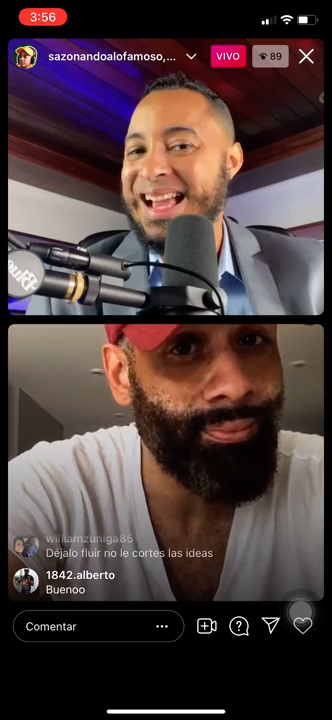 3:56
sazonandoalofamoso,...
VIVO
89
williamzuniga85
Déjalo fluir no le cortes las ideas
1842.alberto
Buenoo
Comentar